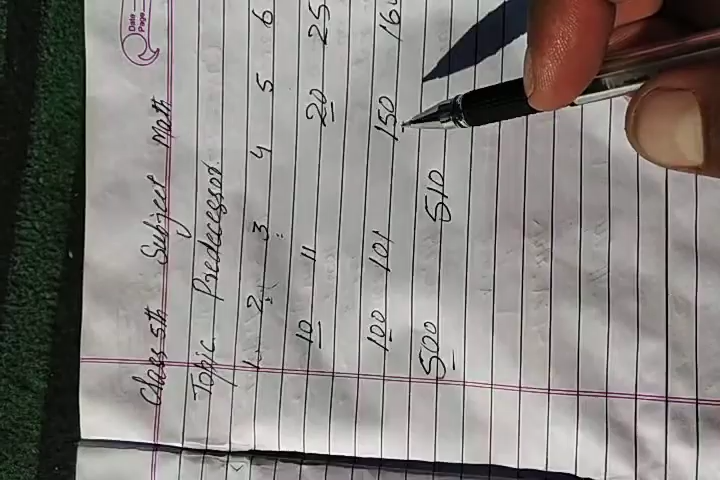 Date
Page
Class 5th Subject Math
Topic Predecessor
1 2 3 4 5 6
10 11 20 25
100 101 150 160
500 510